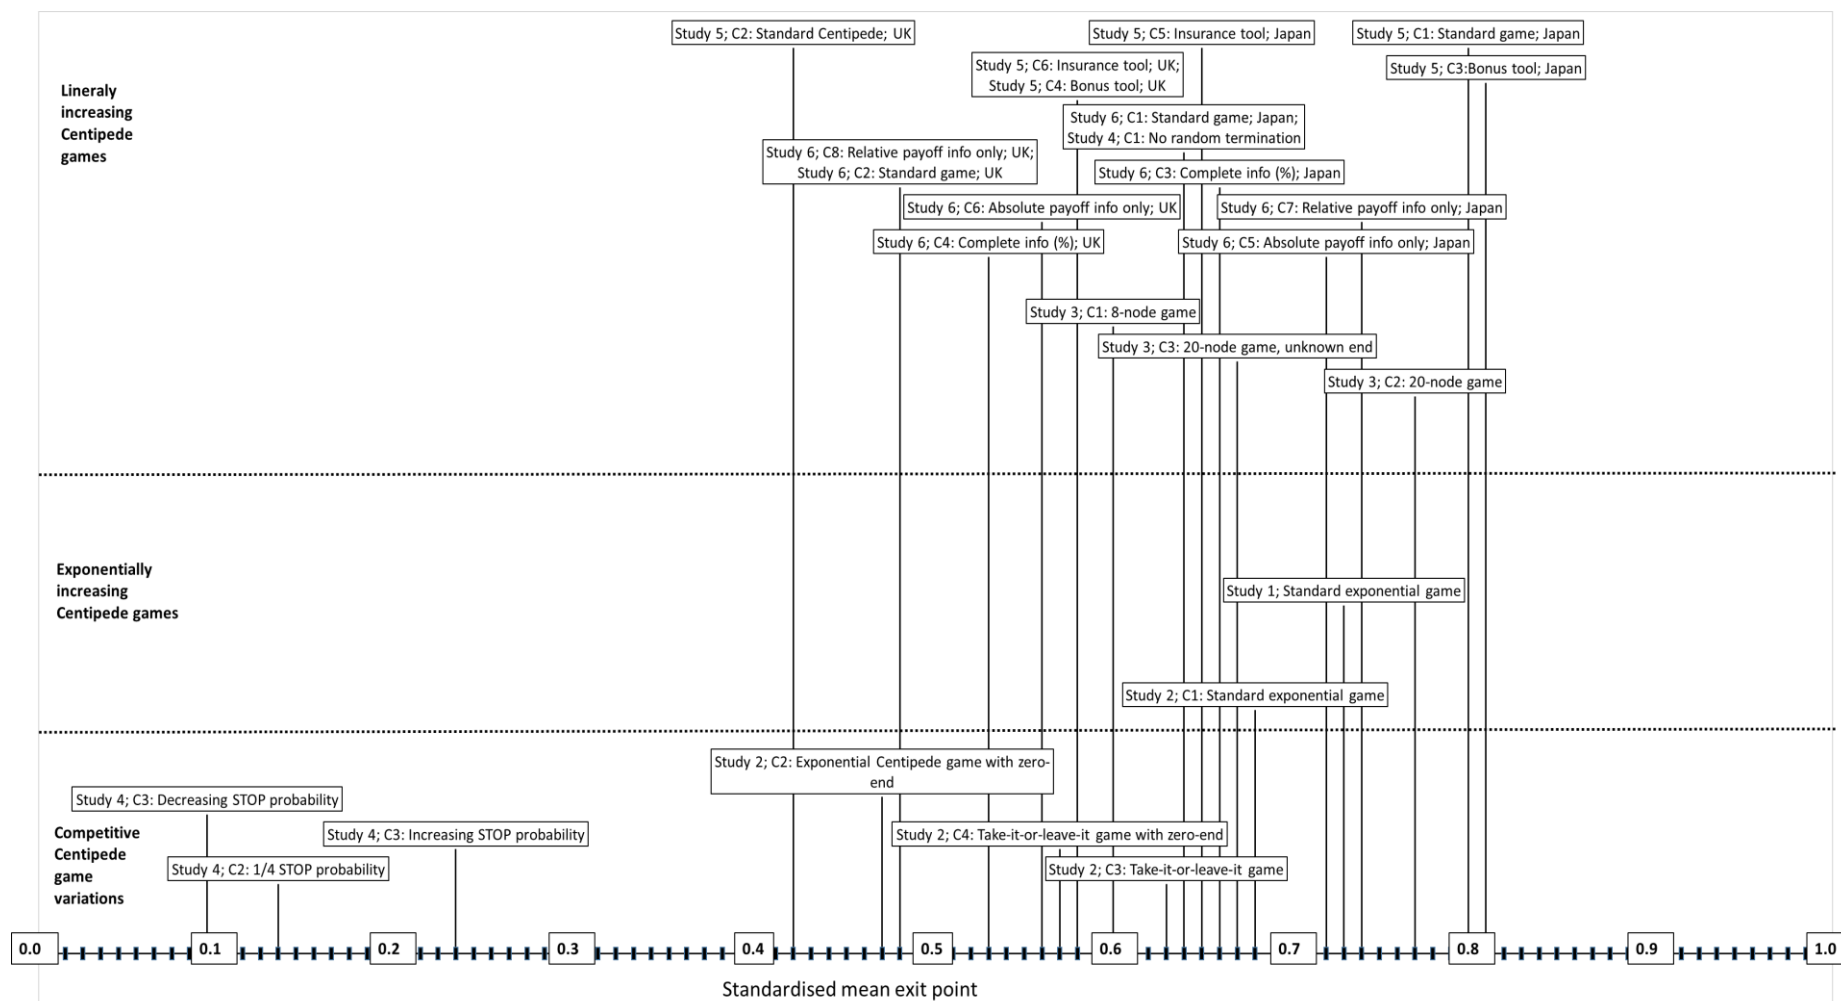 Study 5; C2: Standard Centipede; UK
Study 5; C5: Insurance tool; Japan
Study 5; C1: Standard game; Japan
Study 5; C6: Insurance tool; UK;
Study 5; C4: Bonus tool; UK
Study 5; C3:Bonus tool; Japan
Lineraly
increasing
Centipede
games
Study 6; C1: Standard game; Japan;
Study 4; C1: No random termination
Study 6; C8: Relative payoff info only; UK;
Study 6; C2: Standard game; UK
Study 6; C3: Complete info (%); Japan
Study 6; C6: Absolute payoff info only; UK
Study 6; C7: Relative payoff info only; Japan
Study 6; C4: Complete info (%); UK
Study 6; C5: Absolute payoff info only; Japan
Study 3; C1: 8-node game
Study 3; C3: 20-node game, unknown end
Study 3; C2: 20-node game
Exponentially
increasing
Centipede games
Study 1; Standard exponential game
Study 2; C1: Standard exponential game
Study 2; C2: Exponential Centipede game with zero-
end
Study 4; C3: Decreasing STOP probability
Competitive
Centipede
game
variations
Study 4; C3: Increasing STOP probability
Study 2; C4: Take-it-or-leave-it game with zero-end
Study 4; C2: 1/4 STOP probability
Study 2; C3: Take-it-or-leave-it game
0.0 0.1 0.2 0.3 0.4 0.5 0.6 0.7 0.8 0.9 1.0
Standardised mean exit point